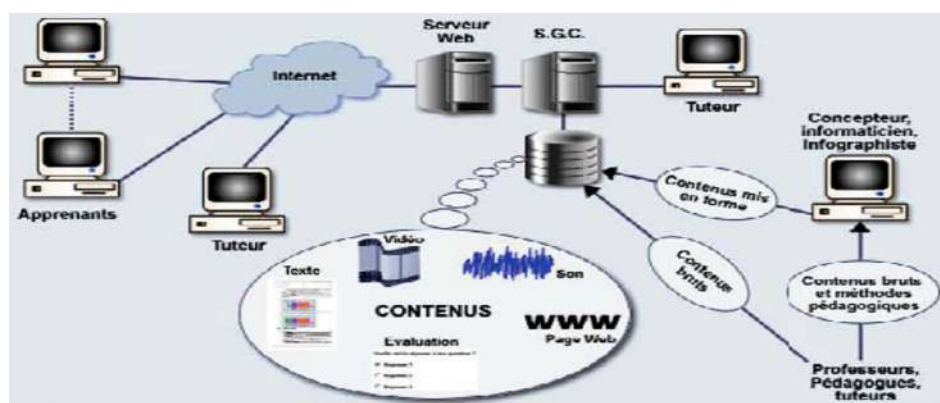 Serveur
Web
S.G.C.
Internet
Tuteur
Concepteur,
informaticien,
Infographiste
Apprenants
Tuteur
Contenus mis
en forme
Contenus
bruts
Contenus bruts
et méthodes
pédagogiques
Vidéo
Texte
Son
CONTENUS
www
Page Web
Evaluation
Professeurs,
Pédagogues,
tuteurs